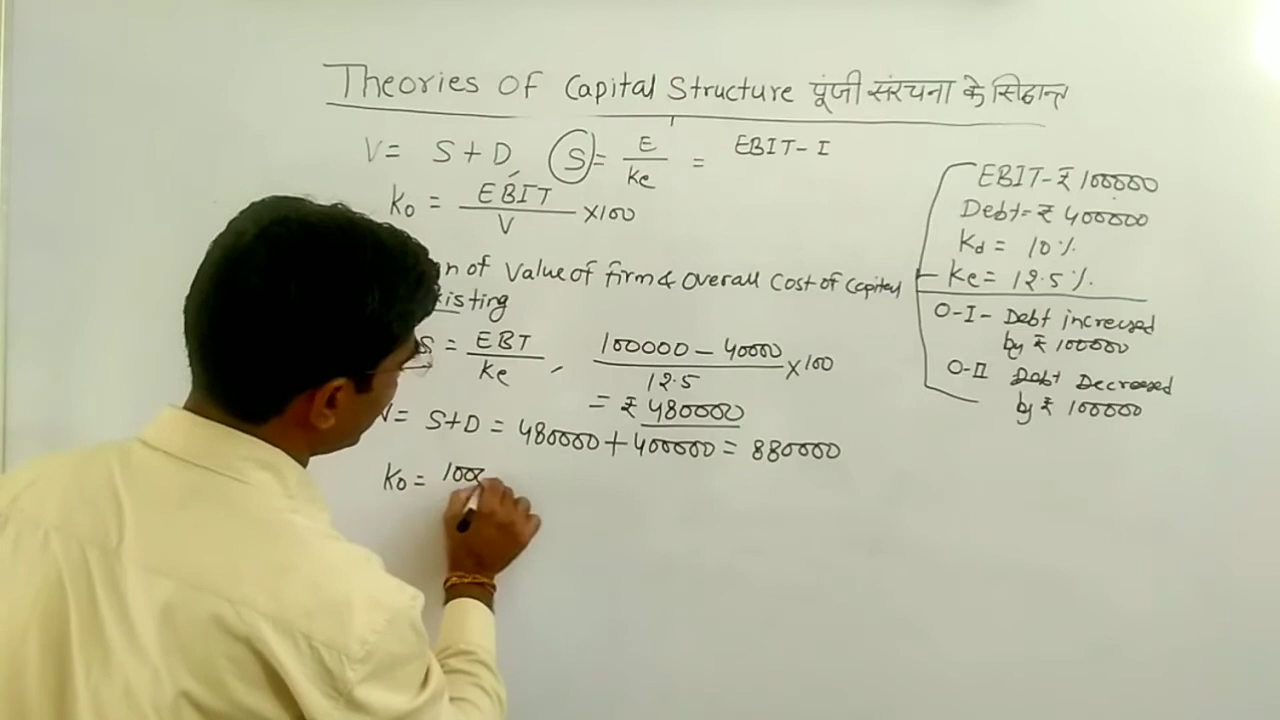 Theories Of Capital Structure पूंजी संरचना के सिद्धान्त
V = S + D, S = E / Ke = EBIT - I
Ko = EBIT / V × 100
n of Value of firm & Overall Cost of Capital
xisting
S = EBT / Ke , 100000 - 40000 / 12.5 × 100
= ₹ 480000
V = S + D = 480000 + 400000 = 880000
Ko = 100
EBIT - ₹ 100000
Debt = ₹ 400000
Kd = 10 %
Ke = 12.5 %
O-I - Debt increased
by ₹ 100000
O-II Debt Decreased
by ₹ 100000